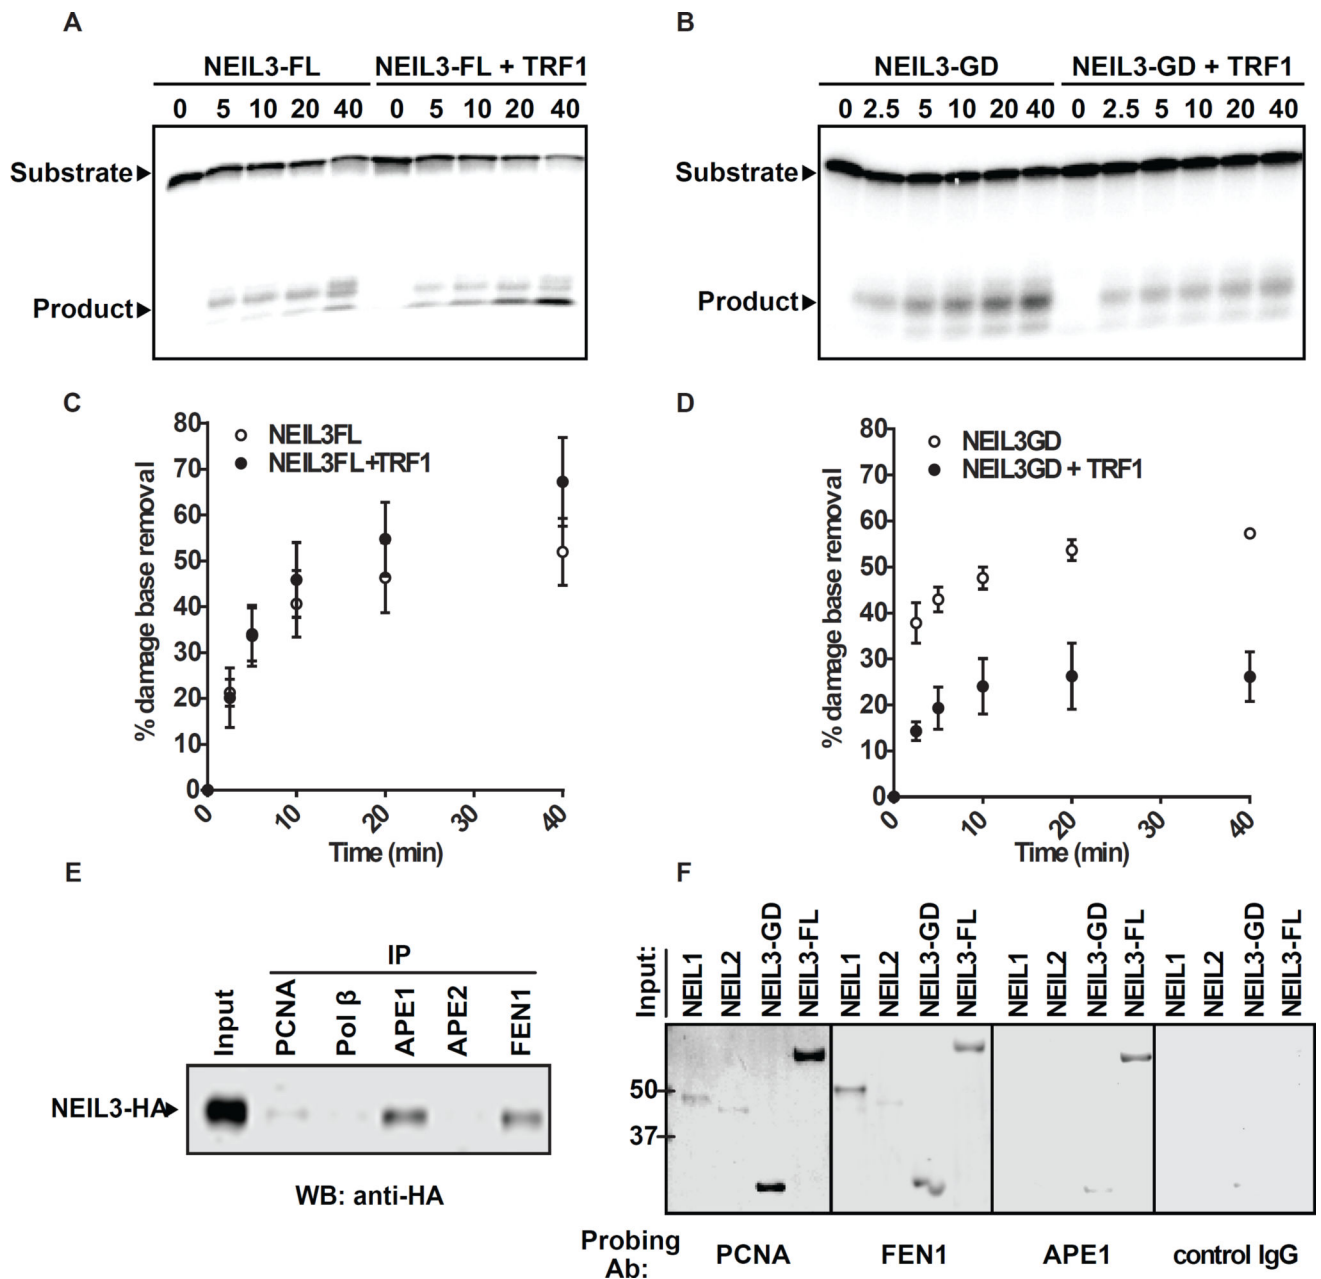 A
NEIL3-FL NEIL3-FL + TRF1
0 5 10 20 40 0 5 10 20 40
Substrate
Product
B
NEIL3-GD NEIL3-GD + TRF1
0 2.5 5 10 20 40 0 2.5 5 10 20 40
Substrate
Product
C
NEIL3FL
NEIL3FL+TRF1
% damage base removal
80
70
60
50
40
30
20
10
0
0 10 20 30 40
Time (min)
D
NEIL3GD
NEIL3GD + TRF1
% damage base removal
80
70
60
50
40
30
20
10
0
0 10 20 30 40
Time (min)
E
IP
Input PCNA Pol β APE1 APE2 FEN1
NEIL3-HA
WB: anti-HA
F
Input: NEIL1 NEIL2 NEIL3-GD NEIL3-FL NEIL1 NEIL2 NEIL3-GD NEIL3-FL NEIL1 NEIL2 NEIL3-GD NEIL3-FL NEIL1 NEIL2 NEIL3-GD NEIL3-FL
50
37
Probing Ab: PCNA FEN1 APE1 control IgG